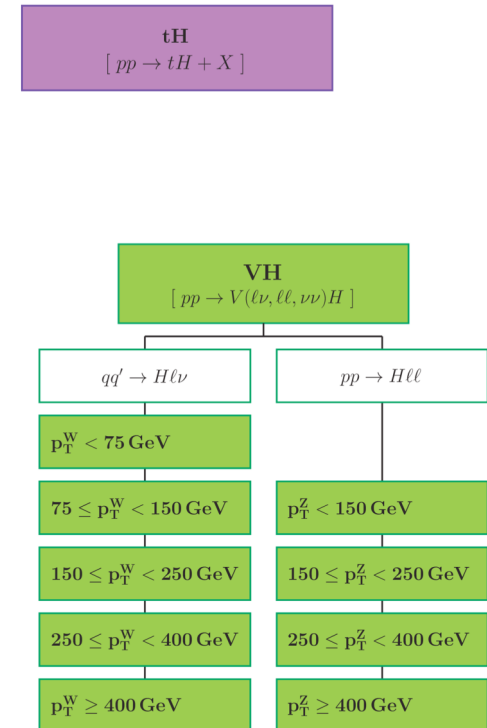 tH
[ pp → tH + X ]
VH
[ pp → V(ℓν, ℓℓ, νν)H ]
qq′ → Hℓν
pp → Hℓℓ
p_T^W < 75 GeV
75 ≤ p_T^W < 150 GeV
p_T^Z < 150 GeV
150 ≤ p_T^W < 250 GeV
150 ≤ p_T^Z < 250 GeV
250 ≤ p_T^W < 400 GeV
250 ≤ p_T^Z < 400 GeV
p_T^W ≥ 400 GeV
p_T^Z ≥ 400 GeV